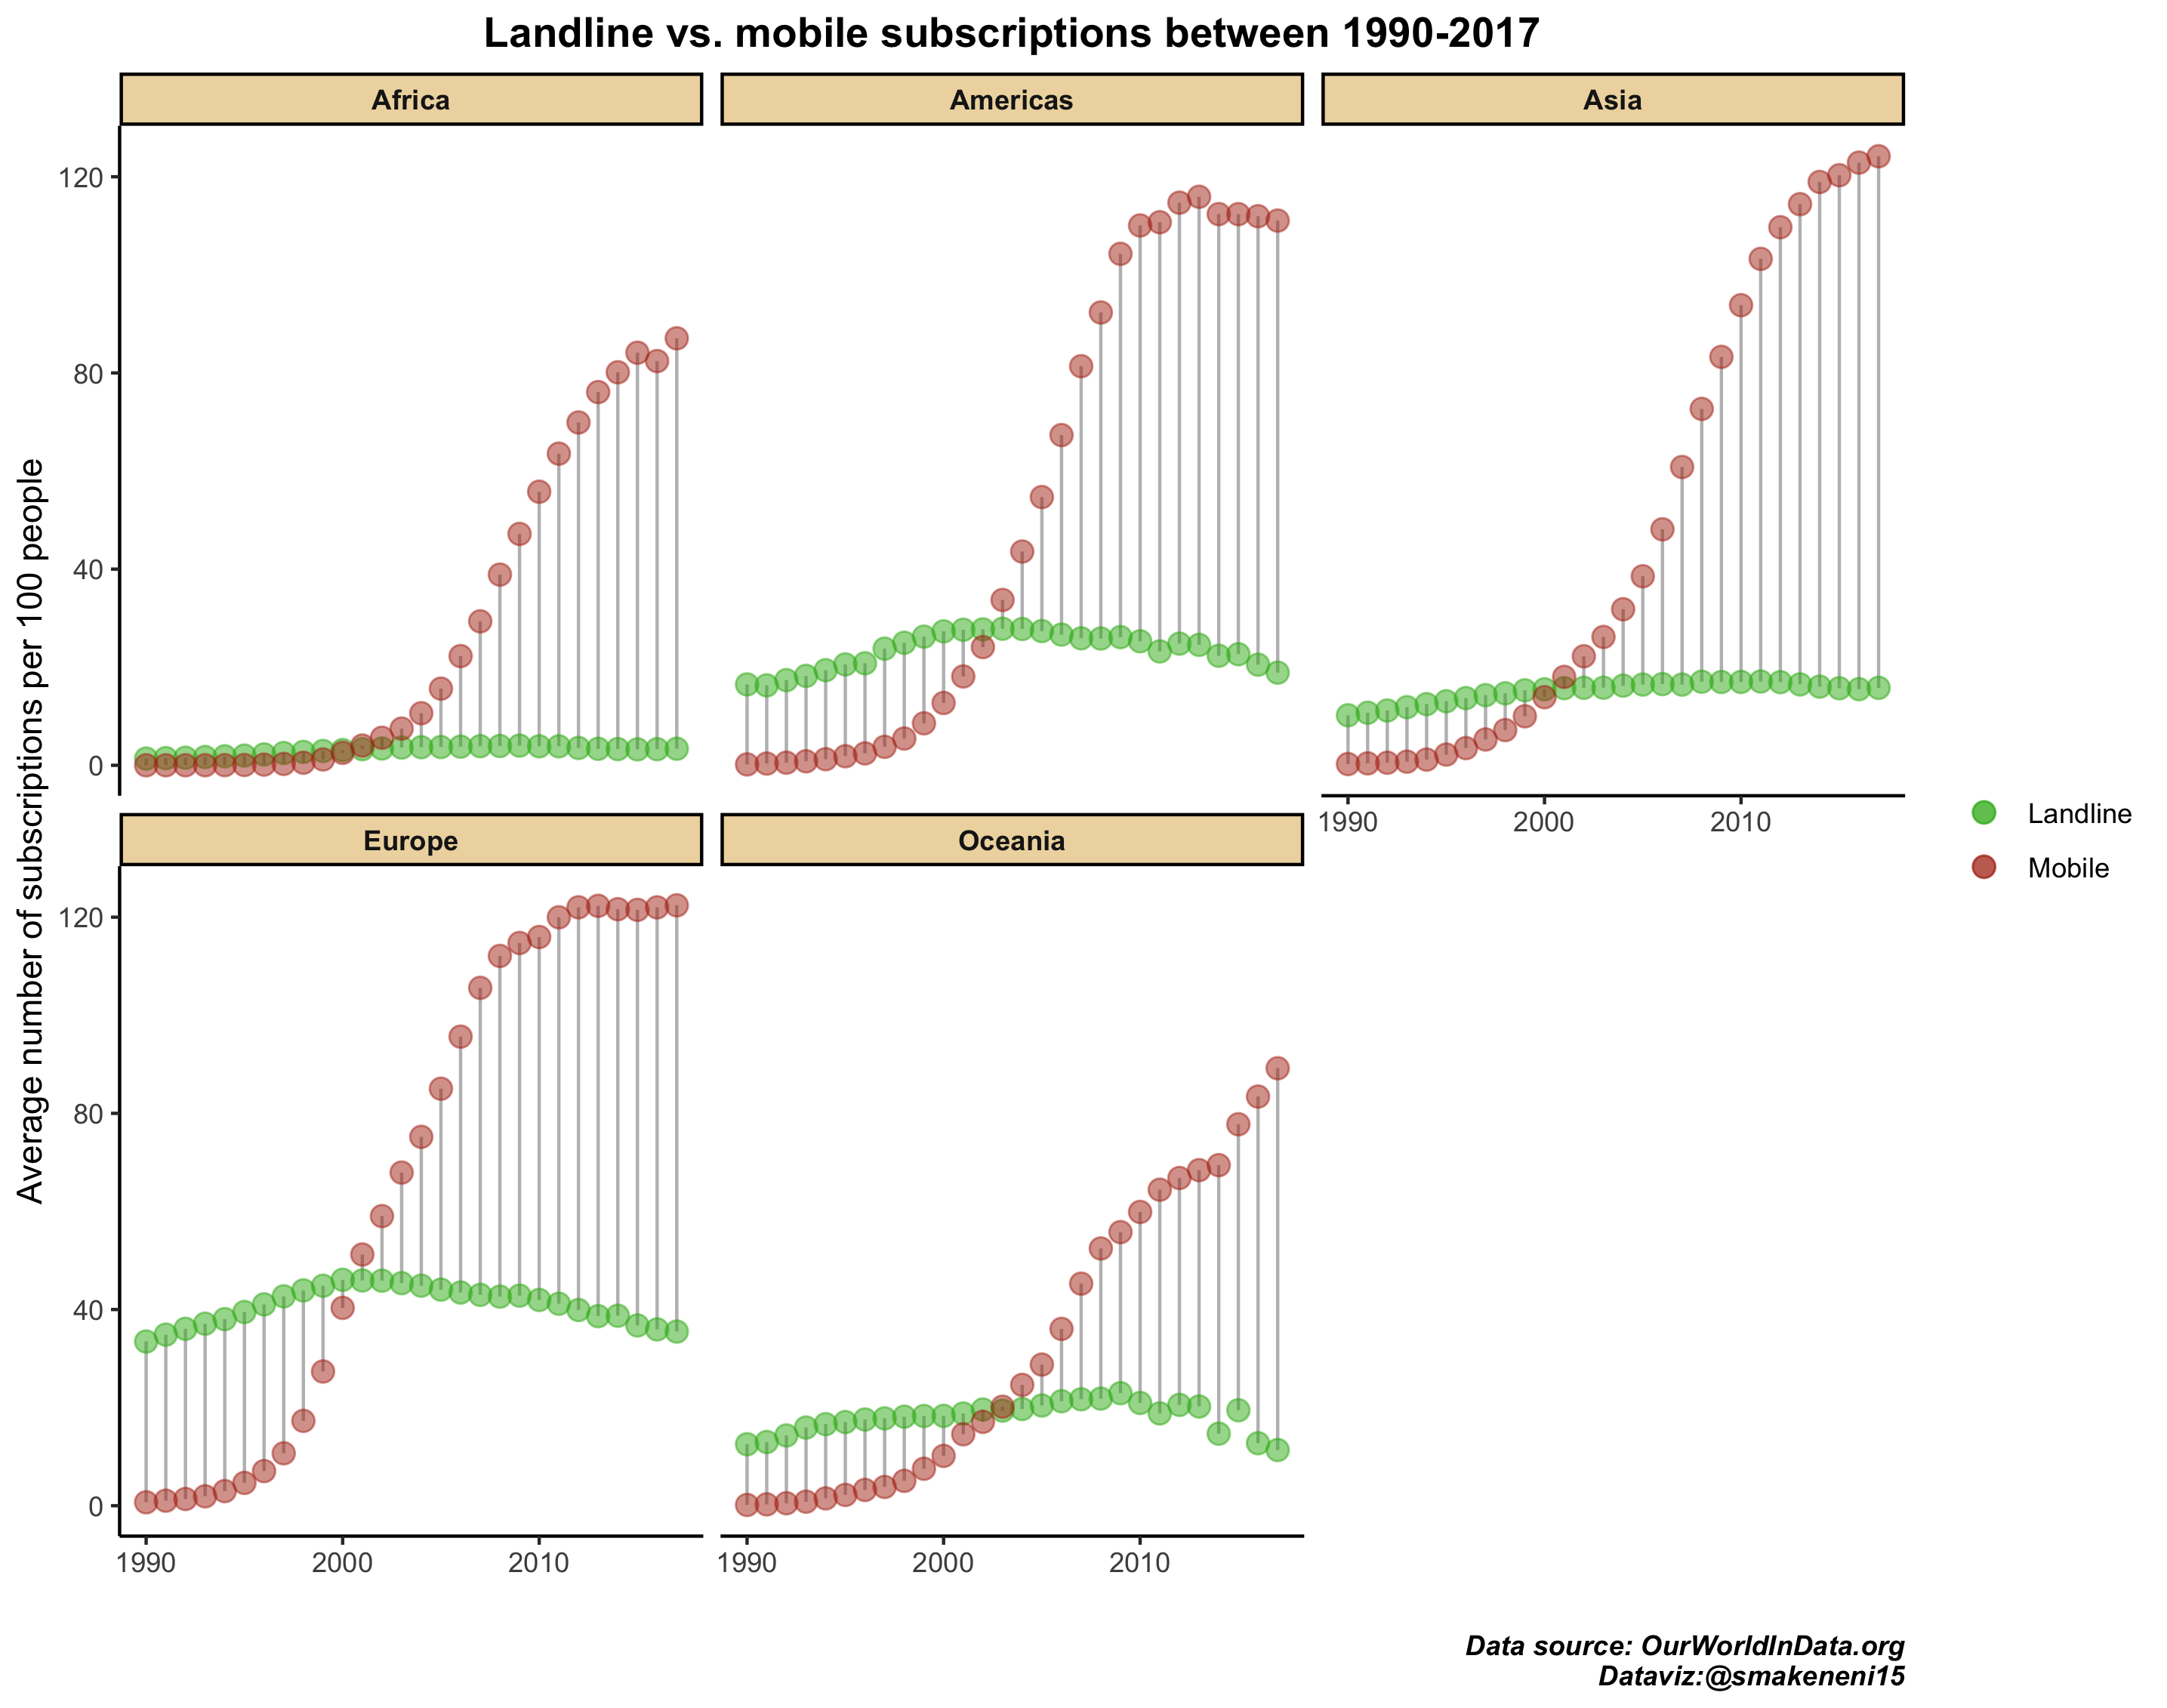 Landline vs. mobile subscriptions between 1990-2017
Average number of subscriptions per 100 people
Africa
Americas
Asia
120
80
40
0
1990
2000
2010
Landline
Mobile
Europe
Oceania
120
80
40
0
1990
2000
2010
1990
2000
2010
Data source: OurWorldInData.org
Dataviz:@smakeneni15